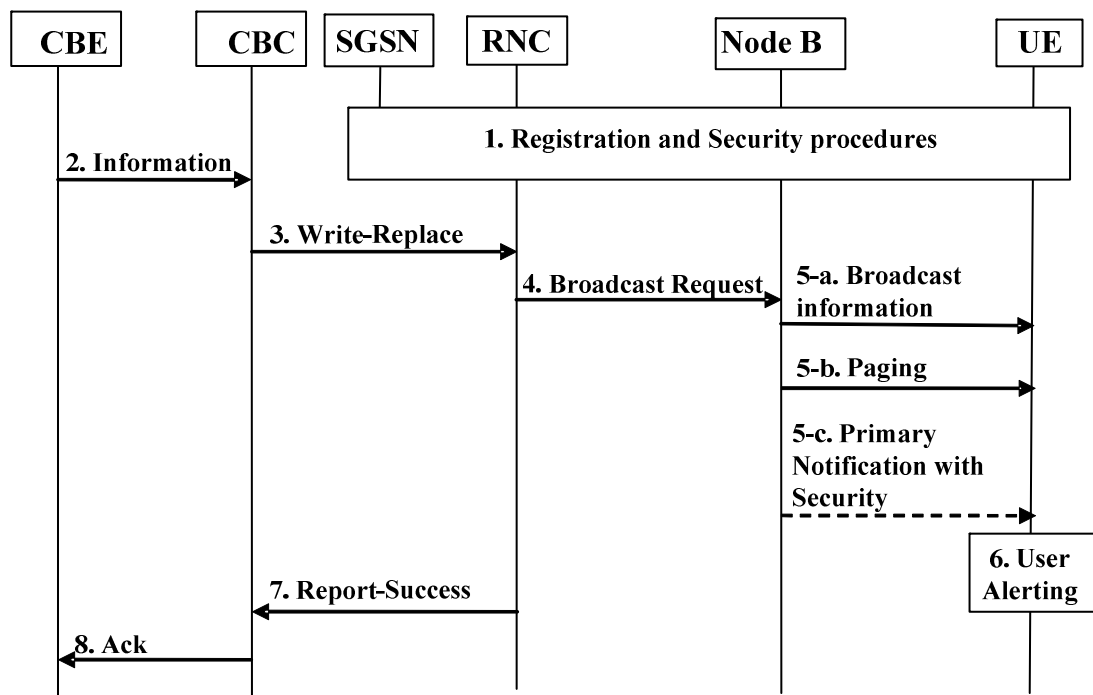 CBE
CBC
SGSN
RNC
Node B
UE
1. Registration and Security procedures
2. Information
3. Write-Replace
4. Broadcast Request
5-a. Broadcast
information
5-b. Paging
5-c. Primary
Notification with
Security
6. User
Alerting
7. Report-Success
8. Ack